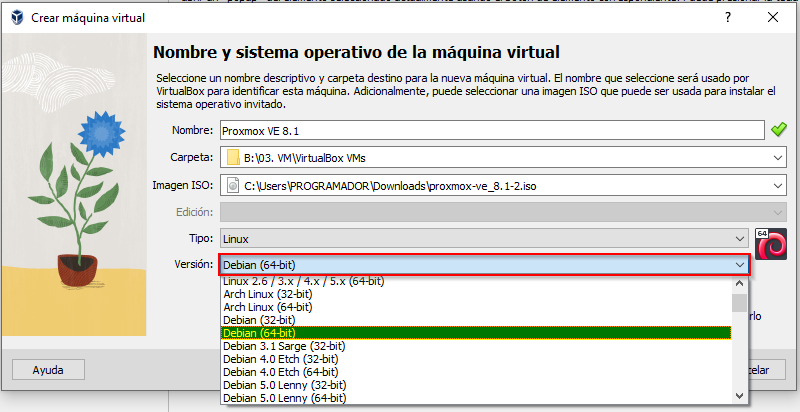 Crear máquina virtual
Nombre y sistema operativo de la máquina virtual
Seleccione un nombre descriptivo y carpeta destino para la nueva máquina virtual. El nombre que seleccione será usado por
VirtualBox para identificar esta máquina. Adicionalmente, puede seleccionar una imagen ISO que puede ser usada para instalar el
sistema operativo invitado.
Nombre: Proxmox VE 8.1
Carpeta: B:\03. VM\VirtualBox VMs
Imagen ISO: C:\Users\PROGRAMADOR\Downloads\proxmox-ve_8.1-2.iso
Edición:
Tipo: Linux
64
Versión: Debian (64-bit)
Linux 2.6 / 3.x / 4.x / 5.x (64-bit)
Arch Linux (32-bit)
Arch Linux (64-bit)
Debian (32-bit)
Debian (64-bit)
Debian 3.1 Sarge (32-bit)
Debian 4.0 Etch (32-bit)
Debian 4.0 Etch (64-bit)
Debian 5.0 Lenny (32-bit)
Debian 5.0 Lenny (64-bit)
Ayuda